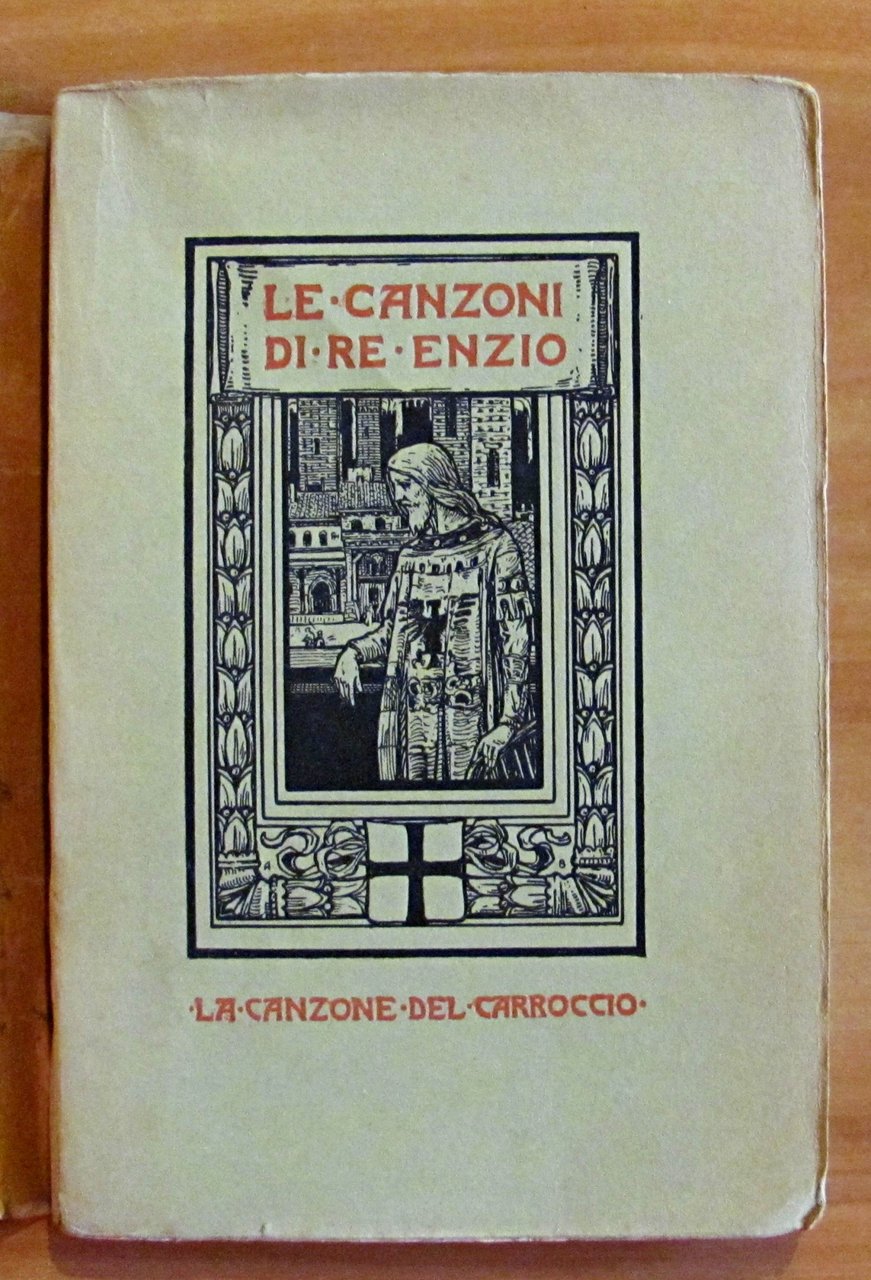 LE·CANZONI
DI·RE·ENZIO
A B
·LA·CANZONE·DEL·CARROCCIO·